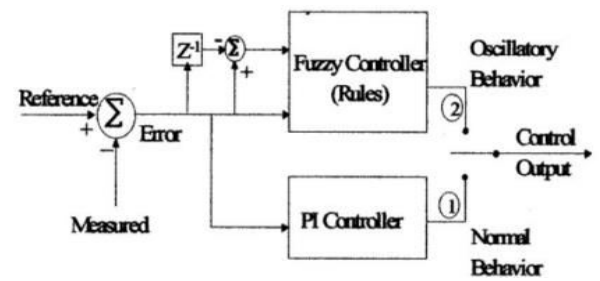 Z-1
-
Σ
+
Fuzzy Controller
(Rules)
Oscillatory
Behavior
2
Reference
+
Σ
Error
-
Measured
Control
Output
PI Controller
1
Normal
Behavior